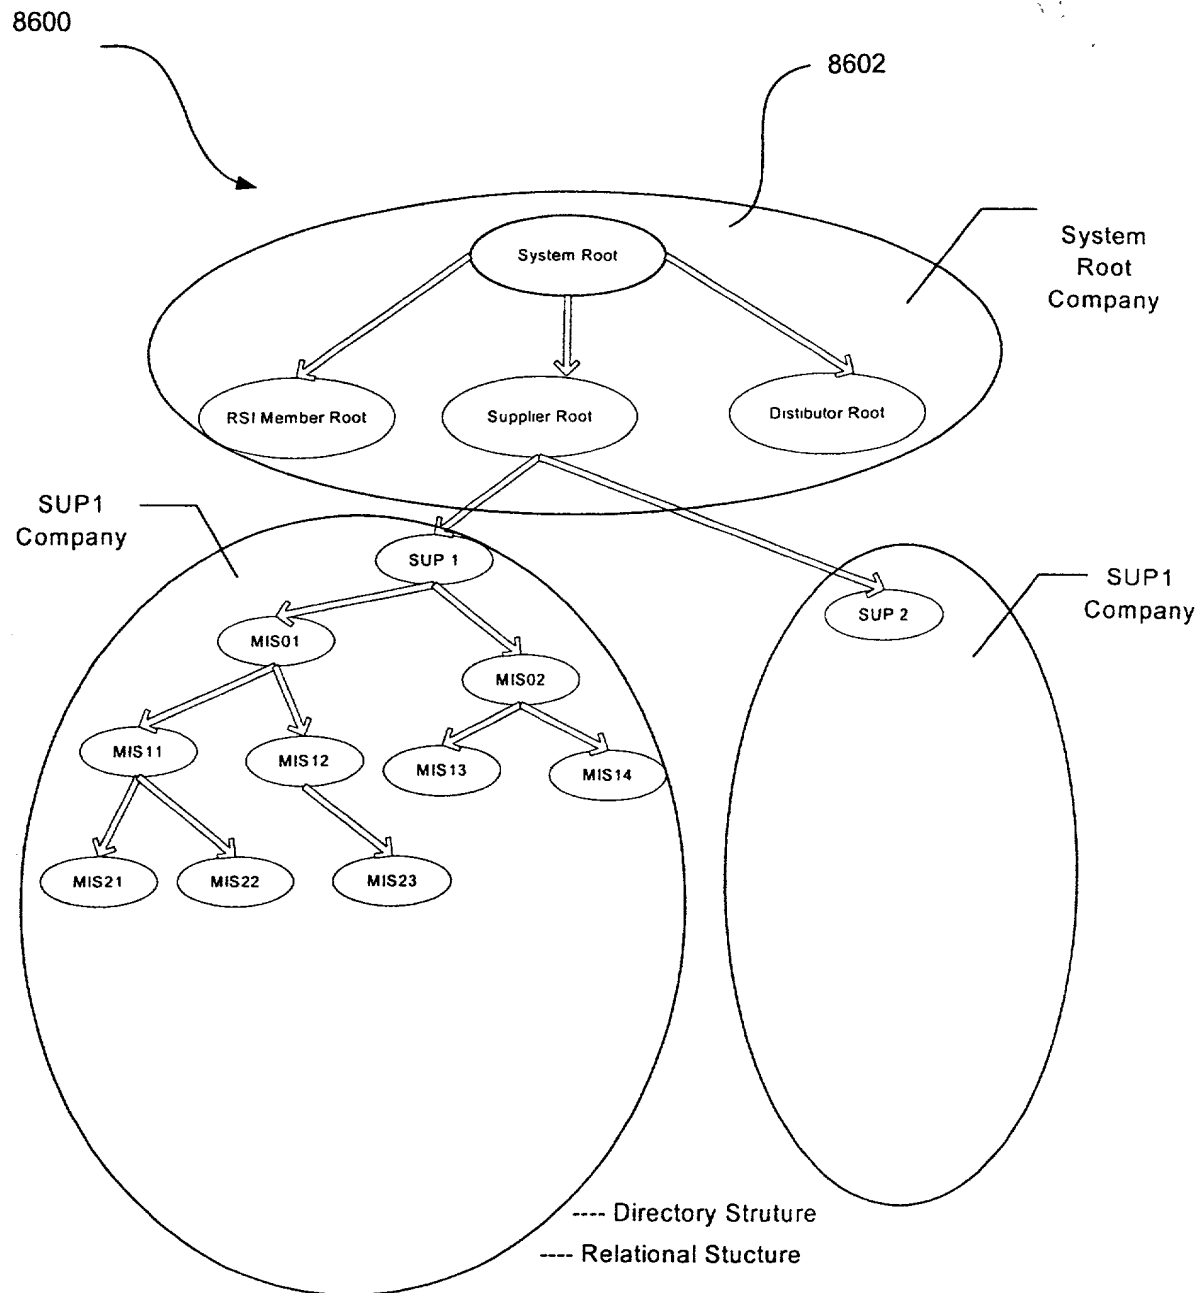 8600
8602
System Root
System
Root
Company
RSI Member Root
Supplier Root
Distibutor Root
SUP1
Company
SUP 1
SUP 2
SUP1
Company
MIS01
MIS02
MIS11
MIS12
MIS13
MIS14
MIS21
MIS22
MIS23
---- Directory Struture
---- Relational Stucture